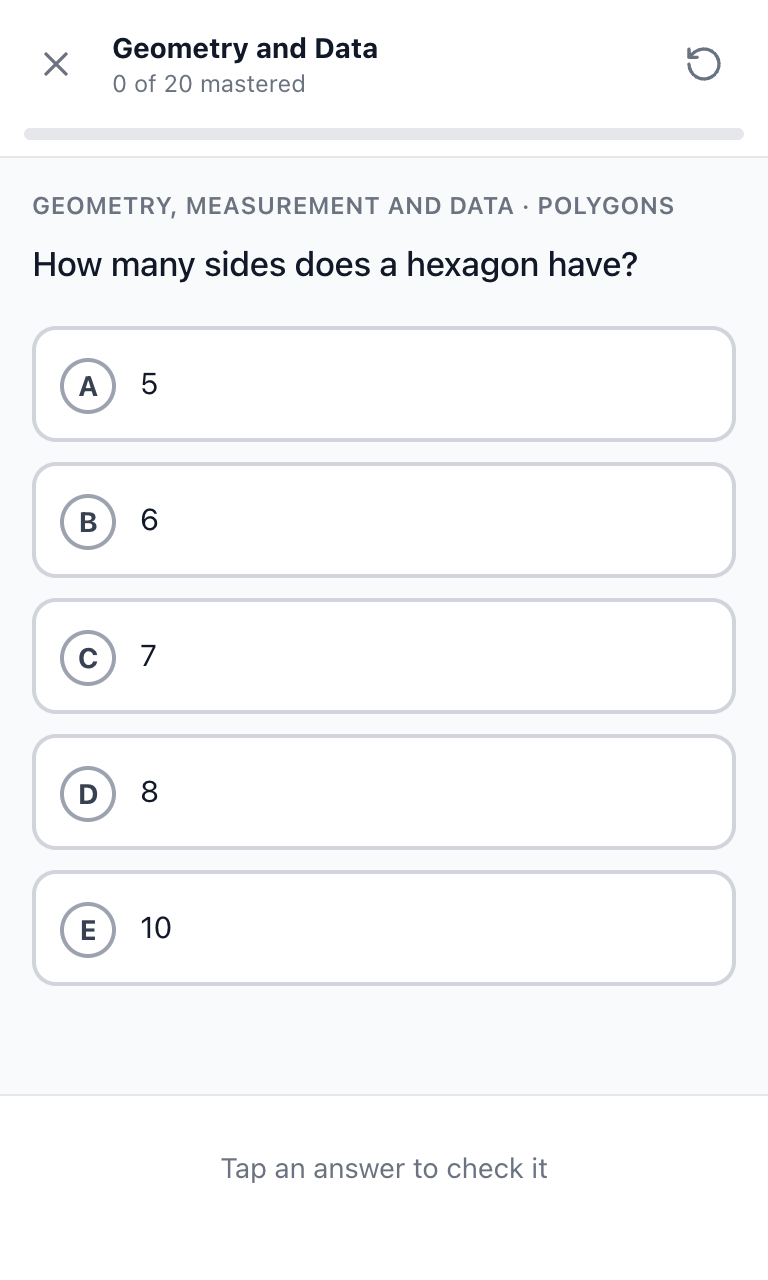 Geometry and Data
0 of 20 mastered
GEOMETRY, MEASUREMENT AND DATA · POLYGONS
How many sides does a hexagon have?
A 5
B 6
C 7
D 8
E 10
Tap an answer to check it